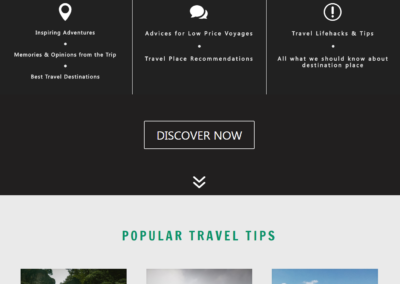 Inspiring Adventures
Memories & Opinions from the Trip
Best Travel Destinations
Advices for Low Price Voyages
Travel Place Recommendations
Travel Lifehacks & Tips
All what we should know about
destination place
DISCOVER NOW
POPULAR TRAVEL TIPS